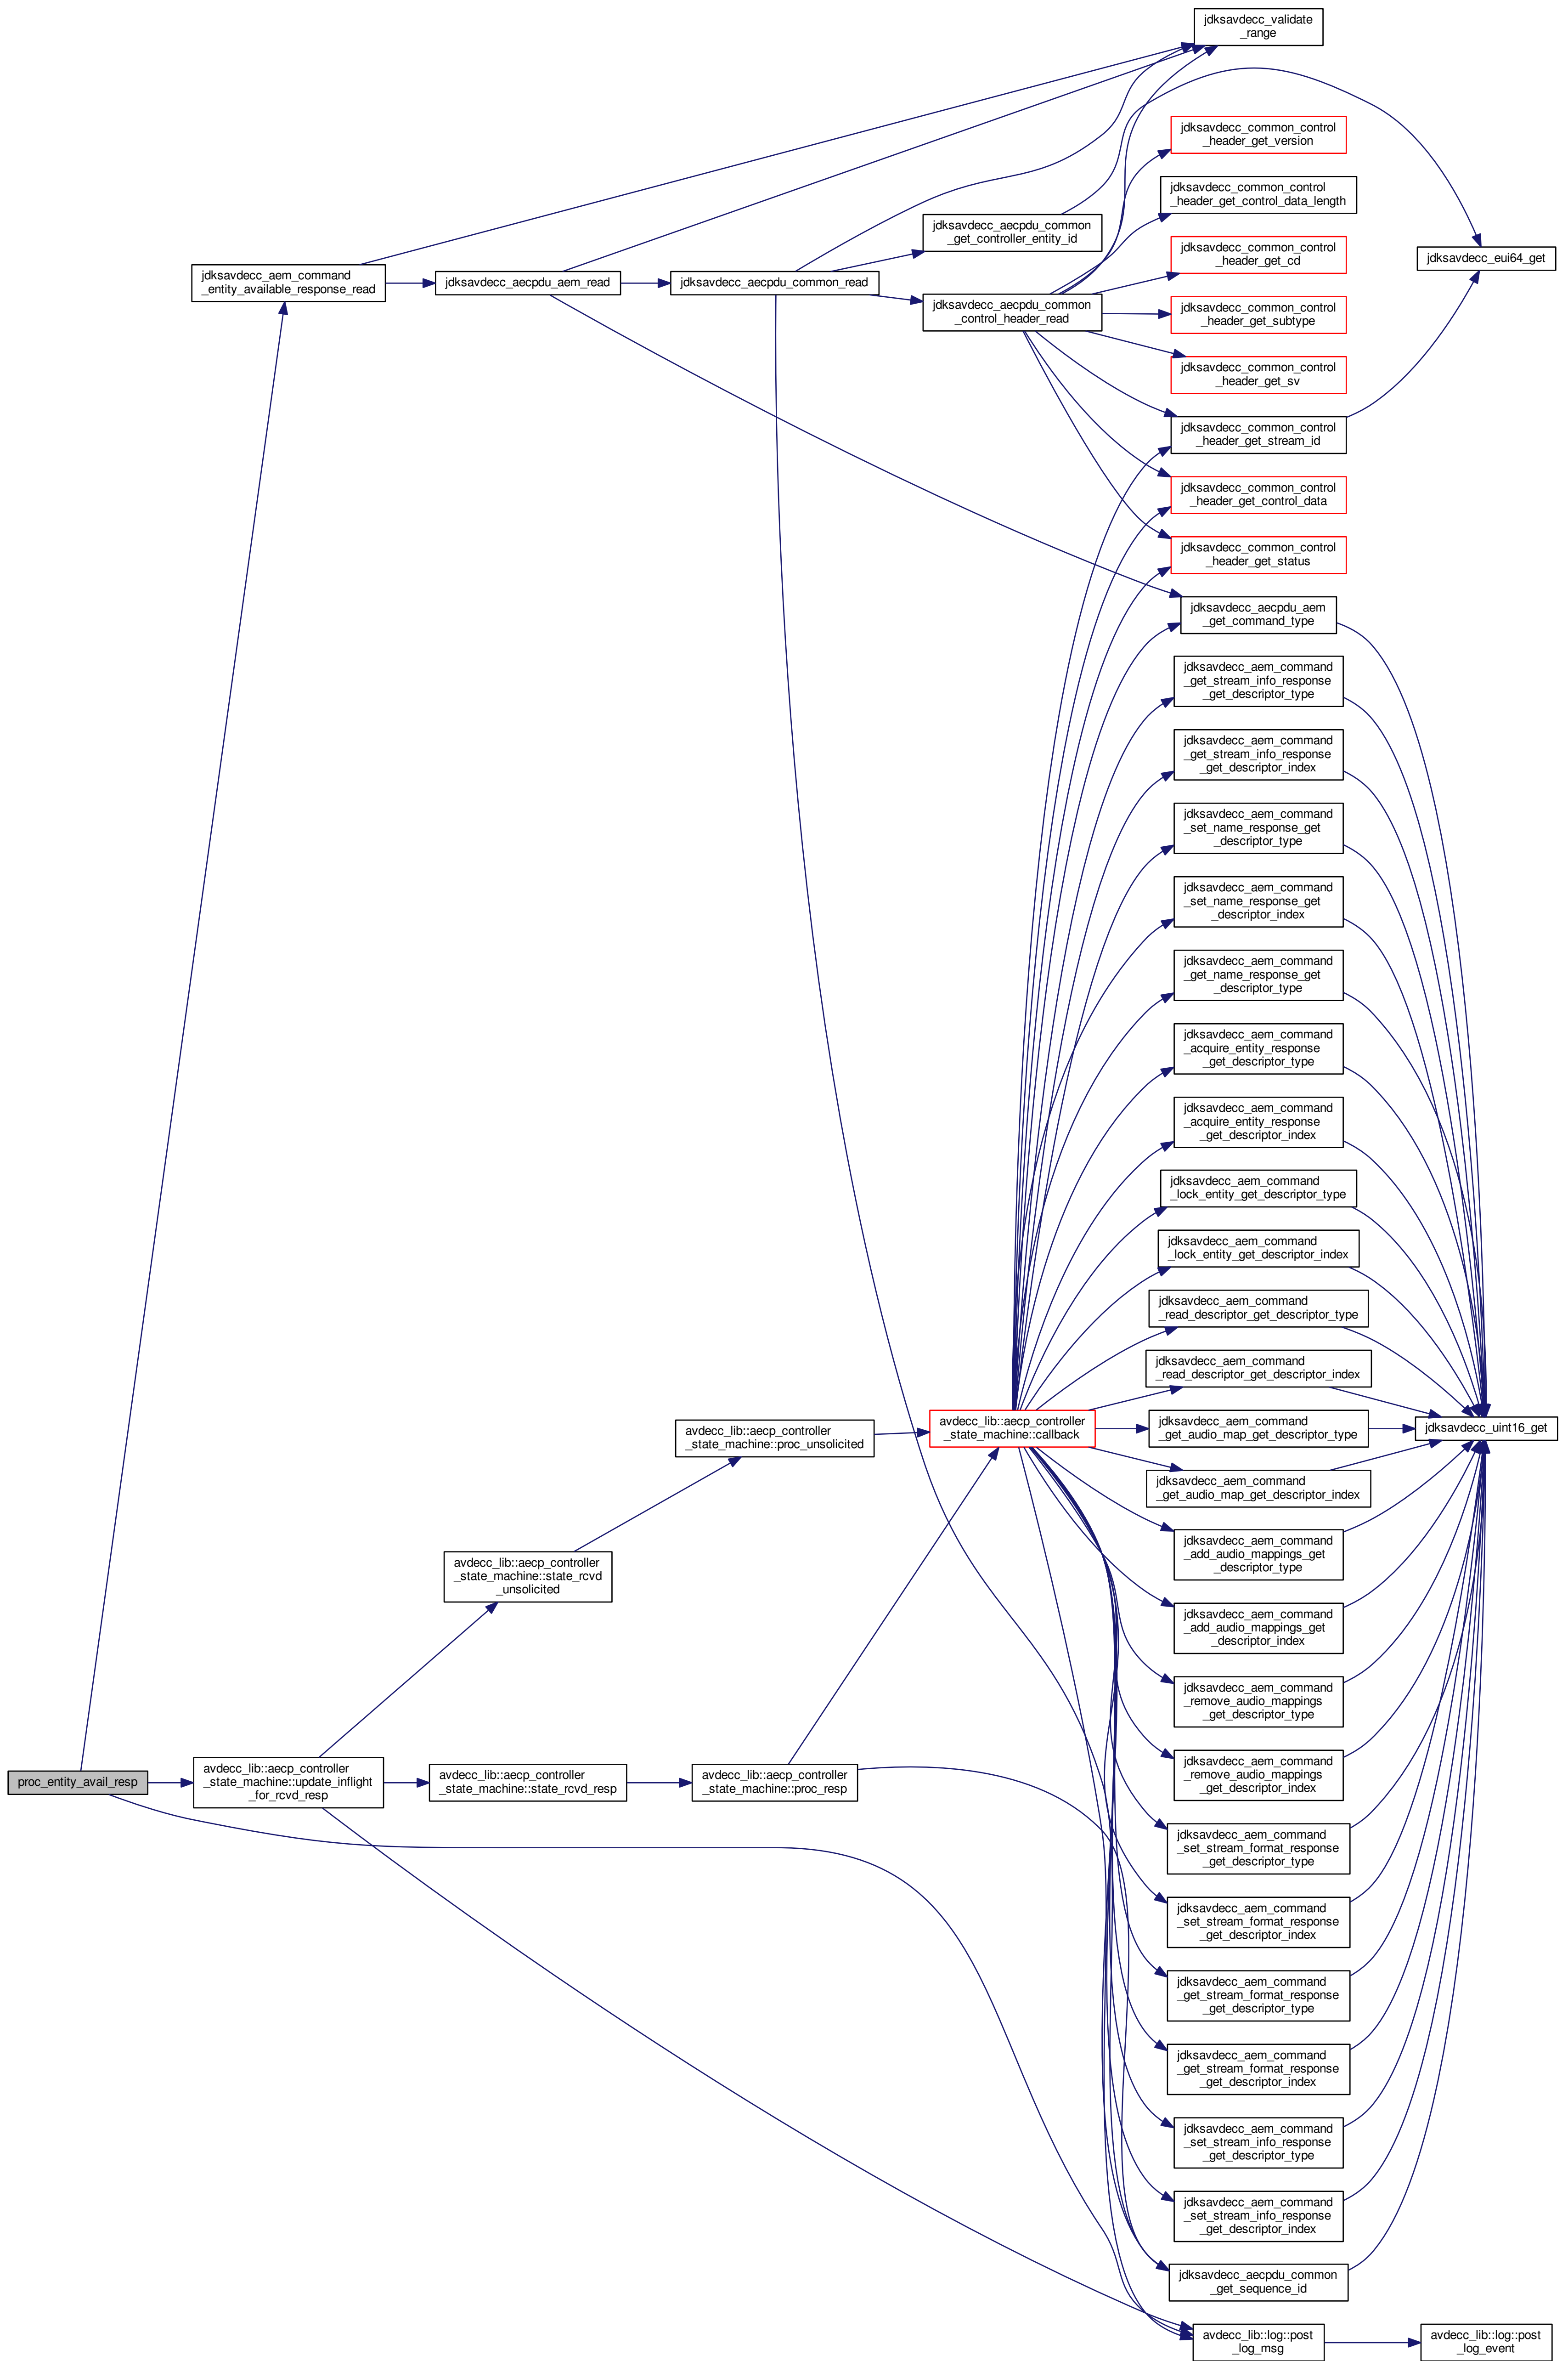 jdksavdecc_validate
_range
jdksavdecc_common_control
_header_get_version
jdksavdecc_common_control
_header_get_control_data_length
jdksavdecc_aecpdu_common
_get_controller_entity_id
jdksavdecc_common_control
_header_get_cd
jdksavdecc_eui64_get
jdksavdecc_aem_command
_entity_available_response_read
jdksavdecc_aecpdu_aem_read
jdksavdecc_aecpdu_common_read
jdksavdecc_aecpdu_common
_control_header_read
jdksavdecc_common_control
_header_get_subtype
jdksavdecc_common_control
_header_get_sv
jdksavdecc_common_control
_header_get_stream_id
jdksavdecc_common_control
_header_get_control_data
jdksavdecc_common_control
_header_get_status
jdksavdecc_aecpdu_aem
_get_command_type
jdksavdecc_aem_command
_get_stream_info_response
_get_descriptor_type
jdksavdecc_aem_command
_get_stream_info_response
_get_descriptor_index
jdksavdecc_aem_command
_set_name_response_get
_descriptor_type
jdksavdecc_aem_command
_set_name_response_get
_descriptor_index
jdksavdecc_aem_command
_get_name_response_get
_descriptor_type
jdksavdecc_aem_command
_acquire_entity_response
_get_descriptor_type
jdksavdecc_aem_command
_acquire_entity_response
_get_descriptor_index
jdksavdecc_aem_command
_lock_entity_get_descriptor_type
jdksavdecc_aem_command
_lock_entity_get_descriptor_index
jdksavdecc_aem_command
_read_descriptor_get_descriptor_type
jdksavdecc_aem_command
_read_descriptor_get_descriptor_index
avdecc_lib::aecp_controller
_state_machine::proc_unsolicited
avdecc_lib::aecp_controller
_state_machine::callback
jdksavdecc_aem_command
_get_audio_map_get_descriptor_type
jdksavdecc_uint16_get
jdksavdecc_aem_command
_get_audio_map_get_descriptor_index
jdksavdecc_aem_command
_add_audio_mappings_get
_descriptor_type
avdecc_lib::aecp_controller
_state_machine::state_rcvd
_unsolicited
jdksavdecc_aem_command
_add_audio_mappings_get
_descriptor_index
jdksavdecc_aem_command
_remove_audio_mappings
_get_descriptor_type
proc_entity_avail_resp
avdecc_lib::aecp_controller
_state_machine::update_inflight
_for_rcvd_resp
avdecc_lib::aecp_controller
_state_machine::state_rcvd_resp
avdecc_lib::aecp_controller
_state_machine::proc_resp
jdksavdecc_aem_command
_remove_audio_mappings
_get_descriptor_index
jdksavdecc_aem_command
_set_stream_format_response
_get_descriptor_type
jdksavdecc_aem_command
_set_stream_format_response
_get_descriptor_index
jdksavdecc_aem_command
_get_stream_format_response
_get_descriptor_type
jdksavdecc_aem_command
_get_stream_format_response
_get_descriptor_index
jdksavdecc_aem_command
_set_stream_info_response
_get_descriptor_type
jdksavdecc_aem_command
_set_stream_info_response
_get_descriptor_index
jdksavdecc_aecpdu_common
_get_sequence_id
avdecc_lib::log::post
_log_msg
avdecc_lib::log::post
_log_event